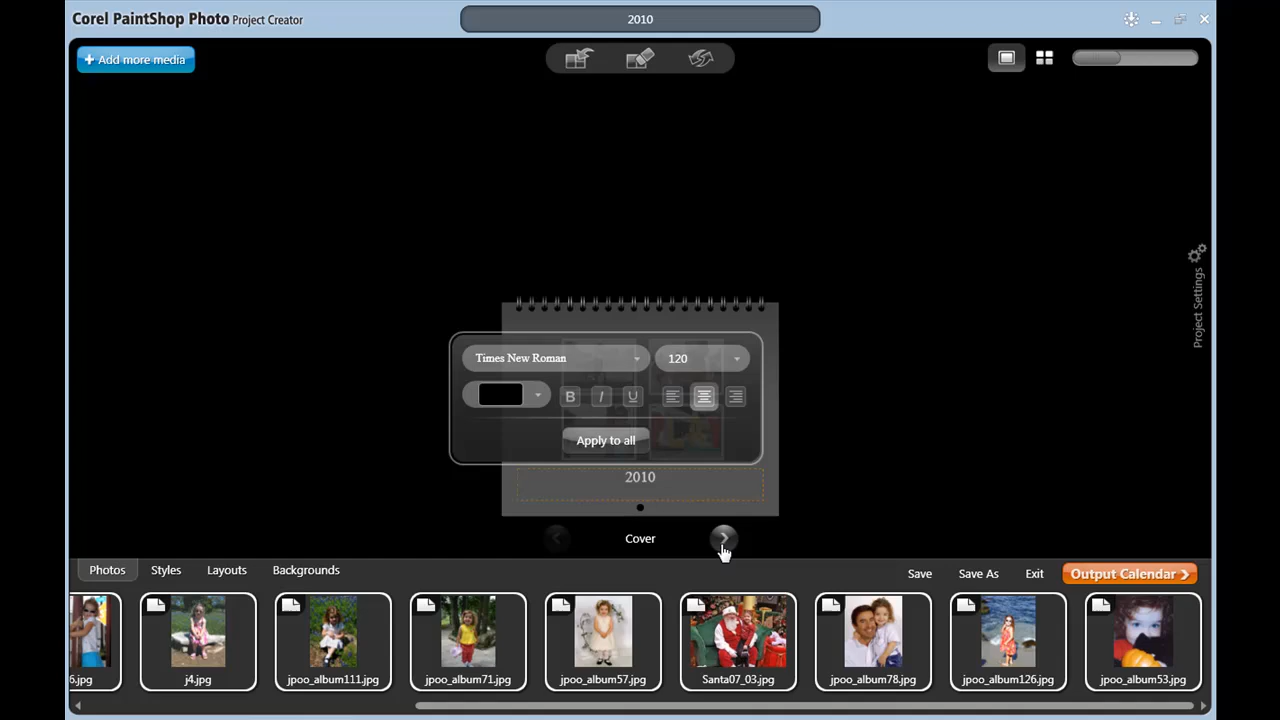 Corel PaintShop Photo Project Creator
2010
+ Add more media
Project Settings
Times New Roman
120
B I U
Apply to all
2010
Cover
Photos Styles Layouts Backgrounds
Save Save As Exit Output Calendar
6.jpg j4.jpg jpoo_album111.jpg jpoo_album71.jpg jpoo_album57.jpg Santa07_03.jpg jpoo_album78.jpg jpoo_album126.jpg jpoo_album53.jpg